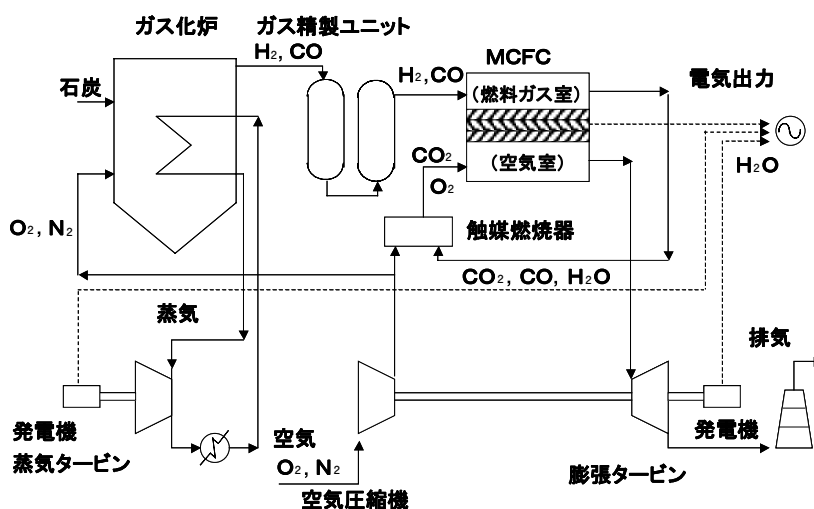 ガス化炉
ガス精製ユニット
H₂, CO
MCFC
石炭
H₂,CO
(燃料ガス室)
電気出力
CO₂
(空気室)
H₂O
O₂
O₂, N₂
触媒燃焼器
CO₂, CO, H₂O
蒸気
排気
発電機
空気
発電機
蒸気タービン
O₂, N₂
膨張タービン
空気圧縮機